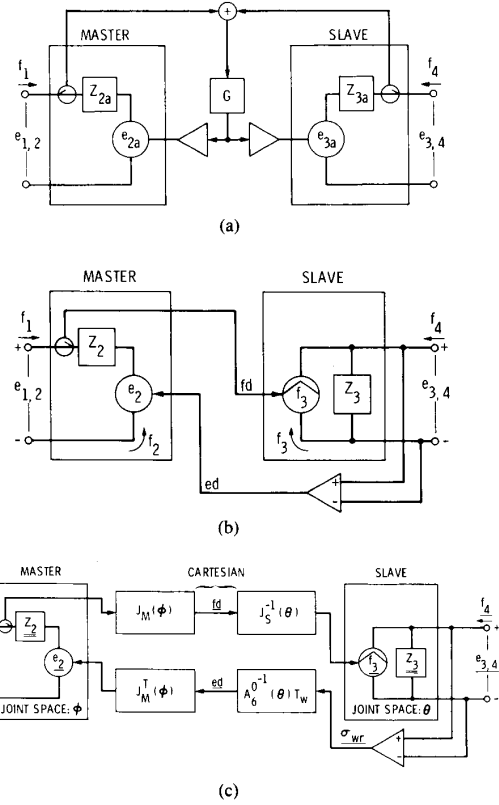 +
MASTER SLAVE
f1 f4
Z2a G Z3a
e1, 2 e2a e3a e3, 4
(a)
MASTER SLAVE
f1 f4
+ Z2 +
e1, 2 e2 fd f3 Z3 e3, 4
- f2 f3 -
ed + -
(b)
MASTER CARTESIAN SLAVE
JM(ϕ) fd JS-1(θ) f4
Z2 +
e2 f3 Z3 e3, 4
JMT(ϕ) ed A60-1(θ) Tw
JOINT SPACE: ϕ JOINT SPACE: θ -
σwr + -
(c)